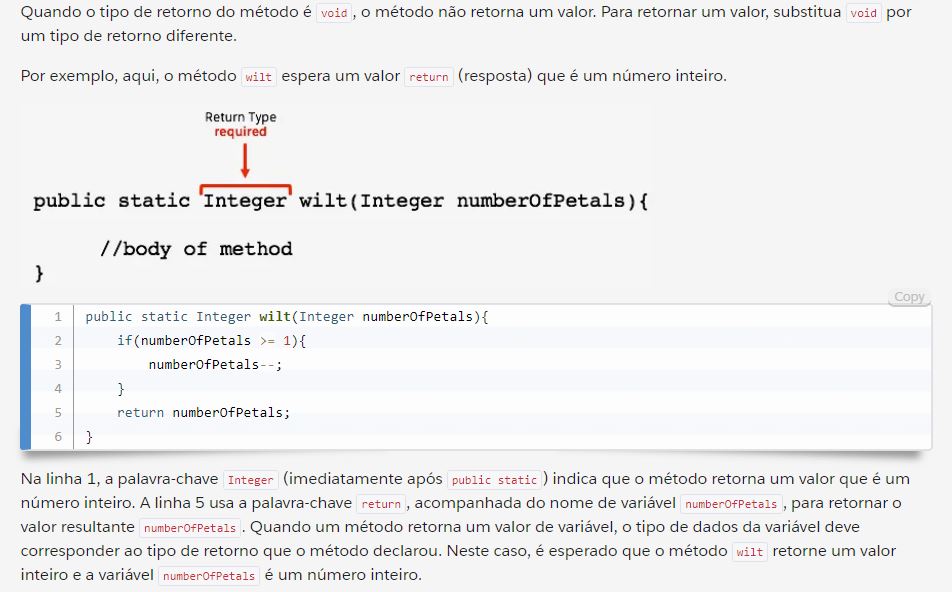 Quando o tipo de retorno do método é void, o método não retorna um valor. Para retornar um valor, substitua void por
um tipo de retorno diferente.
Por exemplo, aqui, o método wilt espera um valor return (resposta) que é um número inteiro.
Return Type
required
public static Integer wilt(Integer numberOfPetals){
//body of method
}
Copy
1 public static Integer wilt(Integer numberOfPetals){
2 if(numberOfPetals >= 1){
3 numberOfPetals--;
4 }
5 return numberOfPetals;
6 }
Na linha 1, a palavra-chave Integer (imediatamente após public static) indica que o método retorna um valor que é um
número inteiro. A linha 5 usa a palavra-chave return, acompanhada do nome de variável numberOfPetals, para retornar o
valor resultante numberOfPetals. Quando um método retorna um valor de variável, o tipo de dados da variável deve
corresponder ao tipo de retorno que o método declarou. Neste caso, é esperado que o método wilt retorne um valor
inteiro e a variável numberOfPetals é um número inteiro.